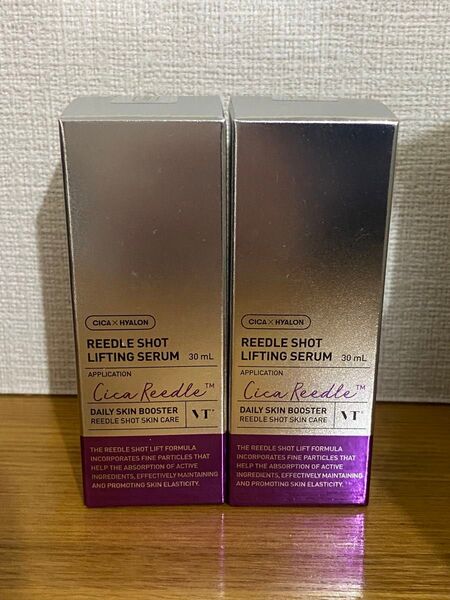 CICA × HYALON
REEDLE SHOT
LIFTING SERUM 30 mL
APPLICATION
Cica Reedle™
DAILY SKIN BOOSTER
REEDLE SHOT SKIN CARE
VT
THE REEDLE SHOT LIFT FORMULA
INCORPORATES FINE PARTICLES THAT
HELP THE ABSORPTION OF ACTIVE
INGREDIENTS, EFFECTIVELY MAINTAINING
AND PROMOTING SKIN ELASTICITY.
CICA × HYALON
REEDLE SHOT
LIFTING SERUM 30 mL
APPLICATION
Cica Reedle™
DAILY SKIN BOOSTER
REEDLE SHOT SKIN CARE
VT
THE REEDLE SHOT LIFT FORMULA
INCORPORATES FINE PARTICLES THAT
HELP THE ABSORPTION OF ACTIVE
INGREDIENTS, EFFECTIVELY MAINTAINING
AND PROMOTING SKIN ELASTICITY.